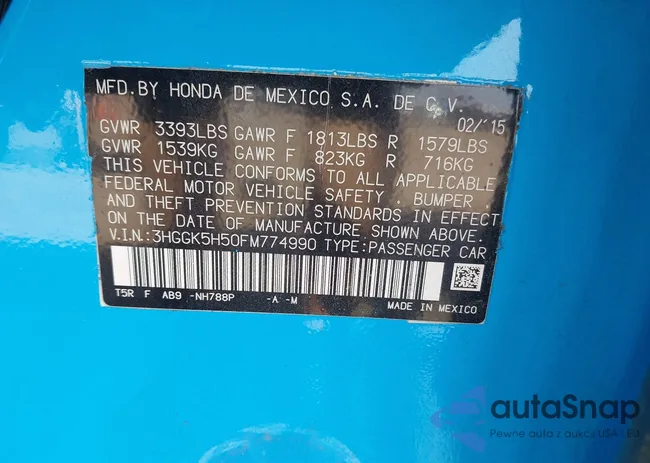 MFD.BY HONDA DE MEXICO S.A. DE C.V.
02/'15
GVWR 3393LBS GAWR F 1813LBS R 1579LBS
GVWR 1539KG GAWR F 823KG R 716KG
THIS VEHICLE CONFORMS TO ALL APPLICABLE
FEDERAL MOTOR VEHICLE SAFETY, BUMPER
AND THEFT PREVENTION STANDARDS IN EFFECT
ON THE DATE OF MANUFACTURE SHOWN ABOVE.
V.I.N.:3HGGK5H50FM774990 TYPE:PASSENGER CAR
T5R F AB9 -NH788P -A -M
MADE IN MEXICO
autaSnap
Pewne auta z aukcji USA - EU